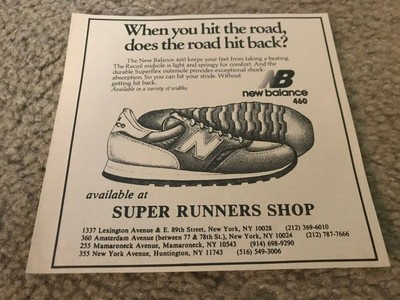 When you hit the road,
does the road hit back?
The New Balance 460 keeps your feet from taking a beating.
The Recoil midsole is light and springy for comfort. And the
durable Superflex outersole provides exceptional shock-
absorption. So you can hit your stride. Without
getting hit back.
Available in a variety of widths.
NB
new balance
460
N
available at
SUPER RUNNERS SHOP
1337 Lexington Avenue & E. 89th Street, New York, NY 10028 (212) 369-6010
360 Amsterdam Avenue (between 77 & 78th St.), New York, NY 10024 (212) 787-7666
255 Mamaroneck Avenue, Mamaroneck, NY 10543 (914) 698-9290
355 New York Avenue, Huntington, NY 11743 (516) 549-3006